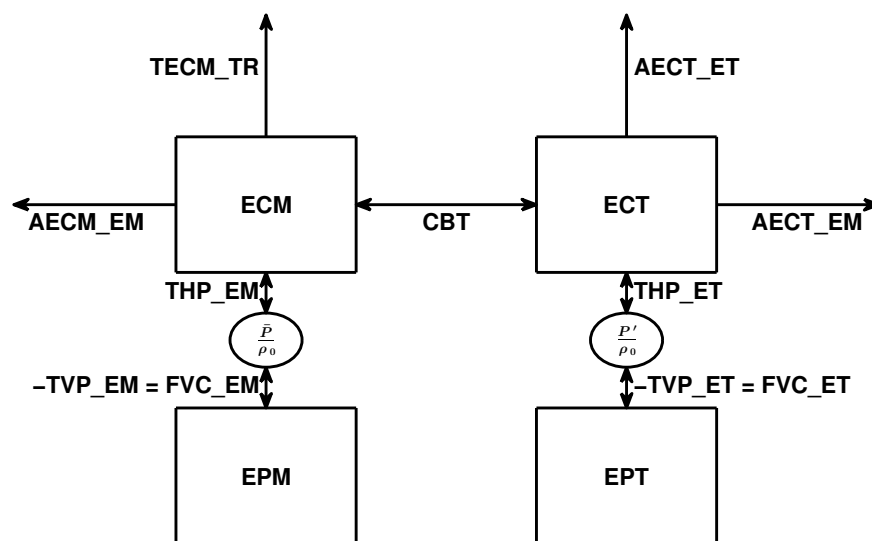 TECM_TR AECT_ET
ECM ECT
AECM_EM CBT AECT_EM
THP_EM THP_ET
P̄/ρ₀ P′/ρ₀
–TVP_EM = FVC_EM –TVP_ET = FVC_ET
EPM EPT